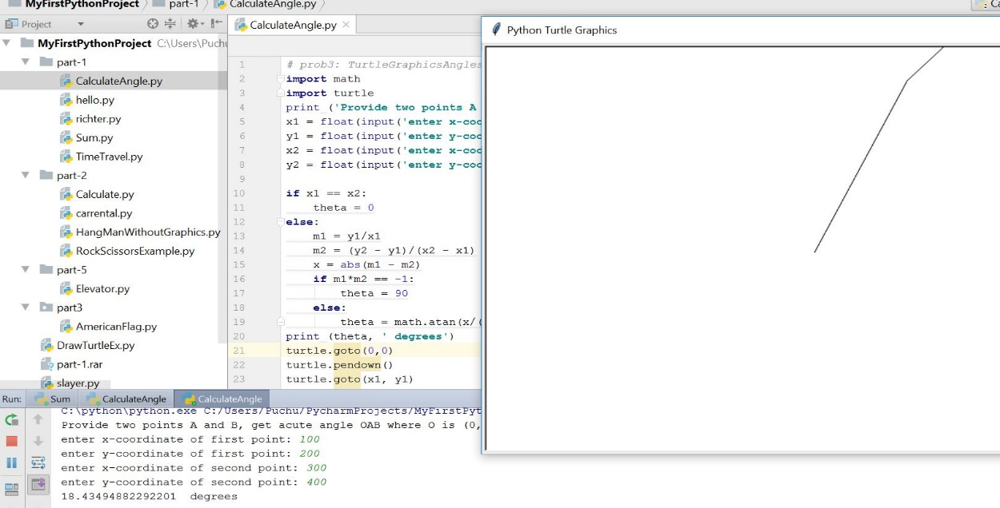 MyFirstPythonProject part-1 CalculateAngle.py
Project
CalculateAngle.py
Python Turtle Graphics
MyFirstPythonProject C:\Users\Puchu
part-1
CalculateAngle.py
hello.py
richter.py
Sum.py
TimeTravel.py
part-2
Calculate.py
carrental.py
HangManWithoutGraphics.py
RockScissorsExample.py
part-5
Elevator.py
part3
AmericanFlag.py
DrawTurtleEx.py
part-1.rar
slayer.py
1 # prob3: TurtleGraphicsAngles
2 import math
3 import turtle
4 print ('Provide two points A
5 x1 = float(input('enter x-coo
6 y1 = float(input('enter y-coo
7 x2 = float(input('enter x-coo
8 y2 = float(input('enter y-coo
9
10 if x1 == x2:
11 theta = 0
12 else:
13 m1 = y1/x1
14 m2 = (y2 - y1)/(x2 - x1)
15 x = abs(m1 - m2)
16 if m1*m2 == -1:
17 theta = 90
18 else:
19 theta = math.atan(x/(
20 print (theta, ' degrees')
21 turtle.goto(0,0)
22 turtle.pendown()
23 turtle.goto(x1, y1)
Run: Sum CalculateAngle CalculateAngle
C:\python\python.exe C:/Users/Puchu/PycharmProjects/MyFirstPyt
Provide two points A and B, get acute angle OAB where O is (0,
enter x-coordinate of first point: 100
enter y-coordinate of first point: 200
enter x-coordinate of second point: 300
enter y-coordinate of second point: 400
18.43494882292201 degrees